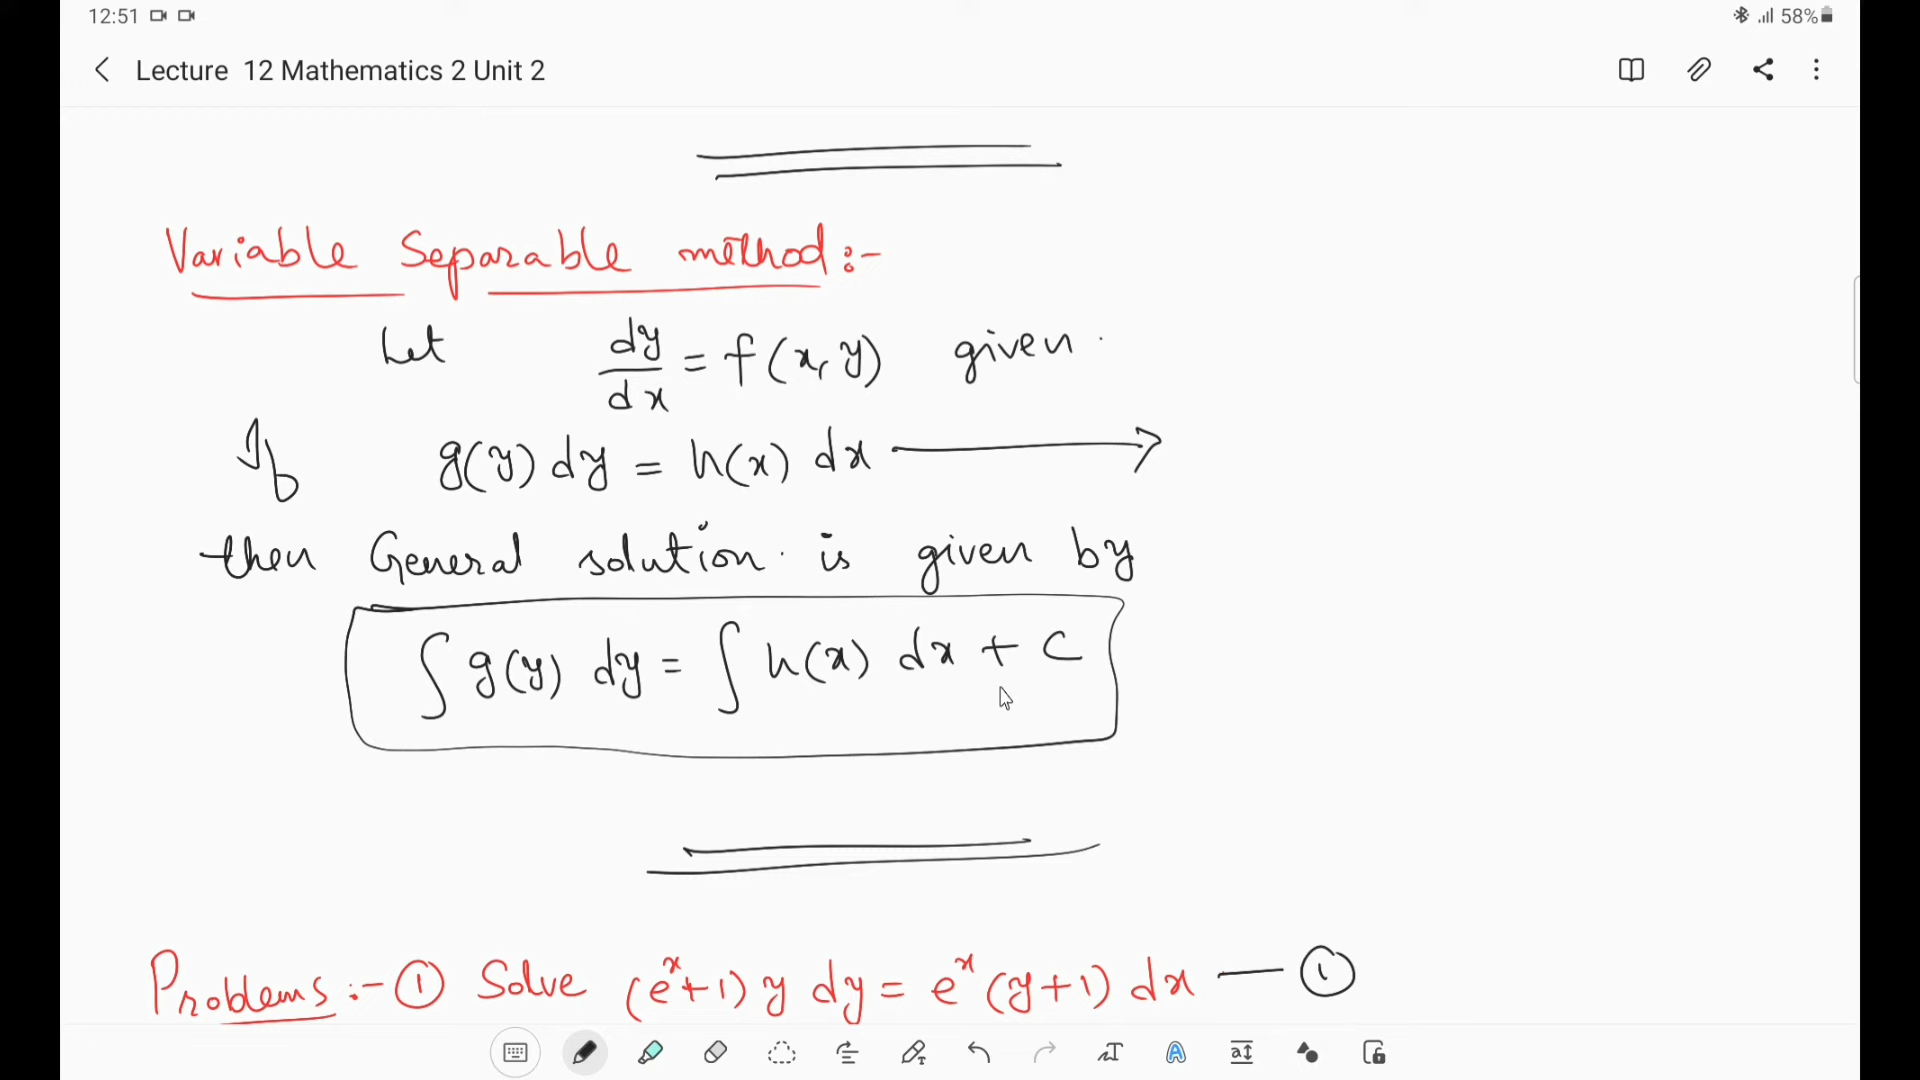 12:51 58%
Lecture 12 Mathematics 2 Unit 2
Variable Separable method:-
Let dy/dx = f(x, y) given.
If g(y) dy = h(x) dx →
then General solution is given by
∫ g(y) dy = ∫ h(x) dx + C
Problems:- ① Solve (e^x+1) y dy = e^x (y+1) dx — ①